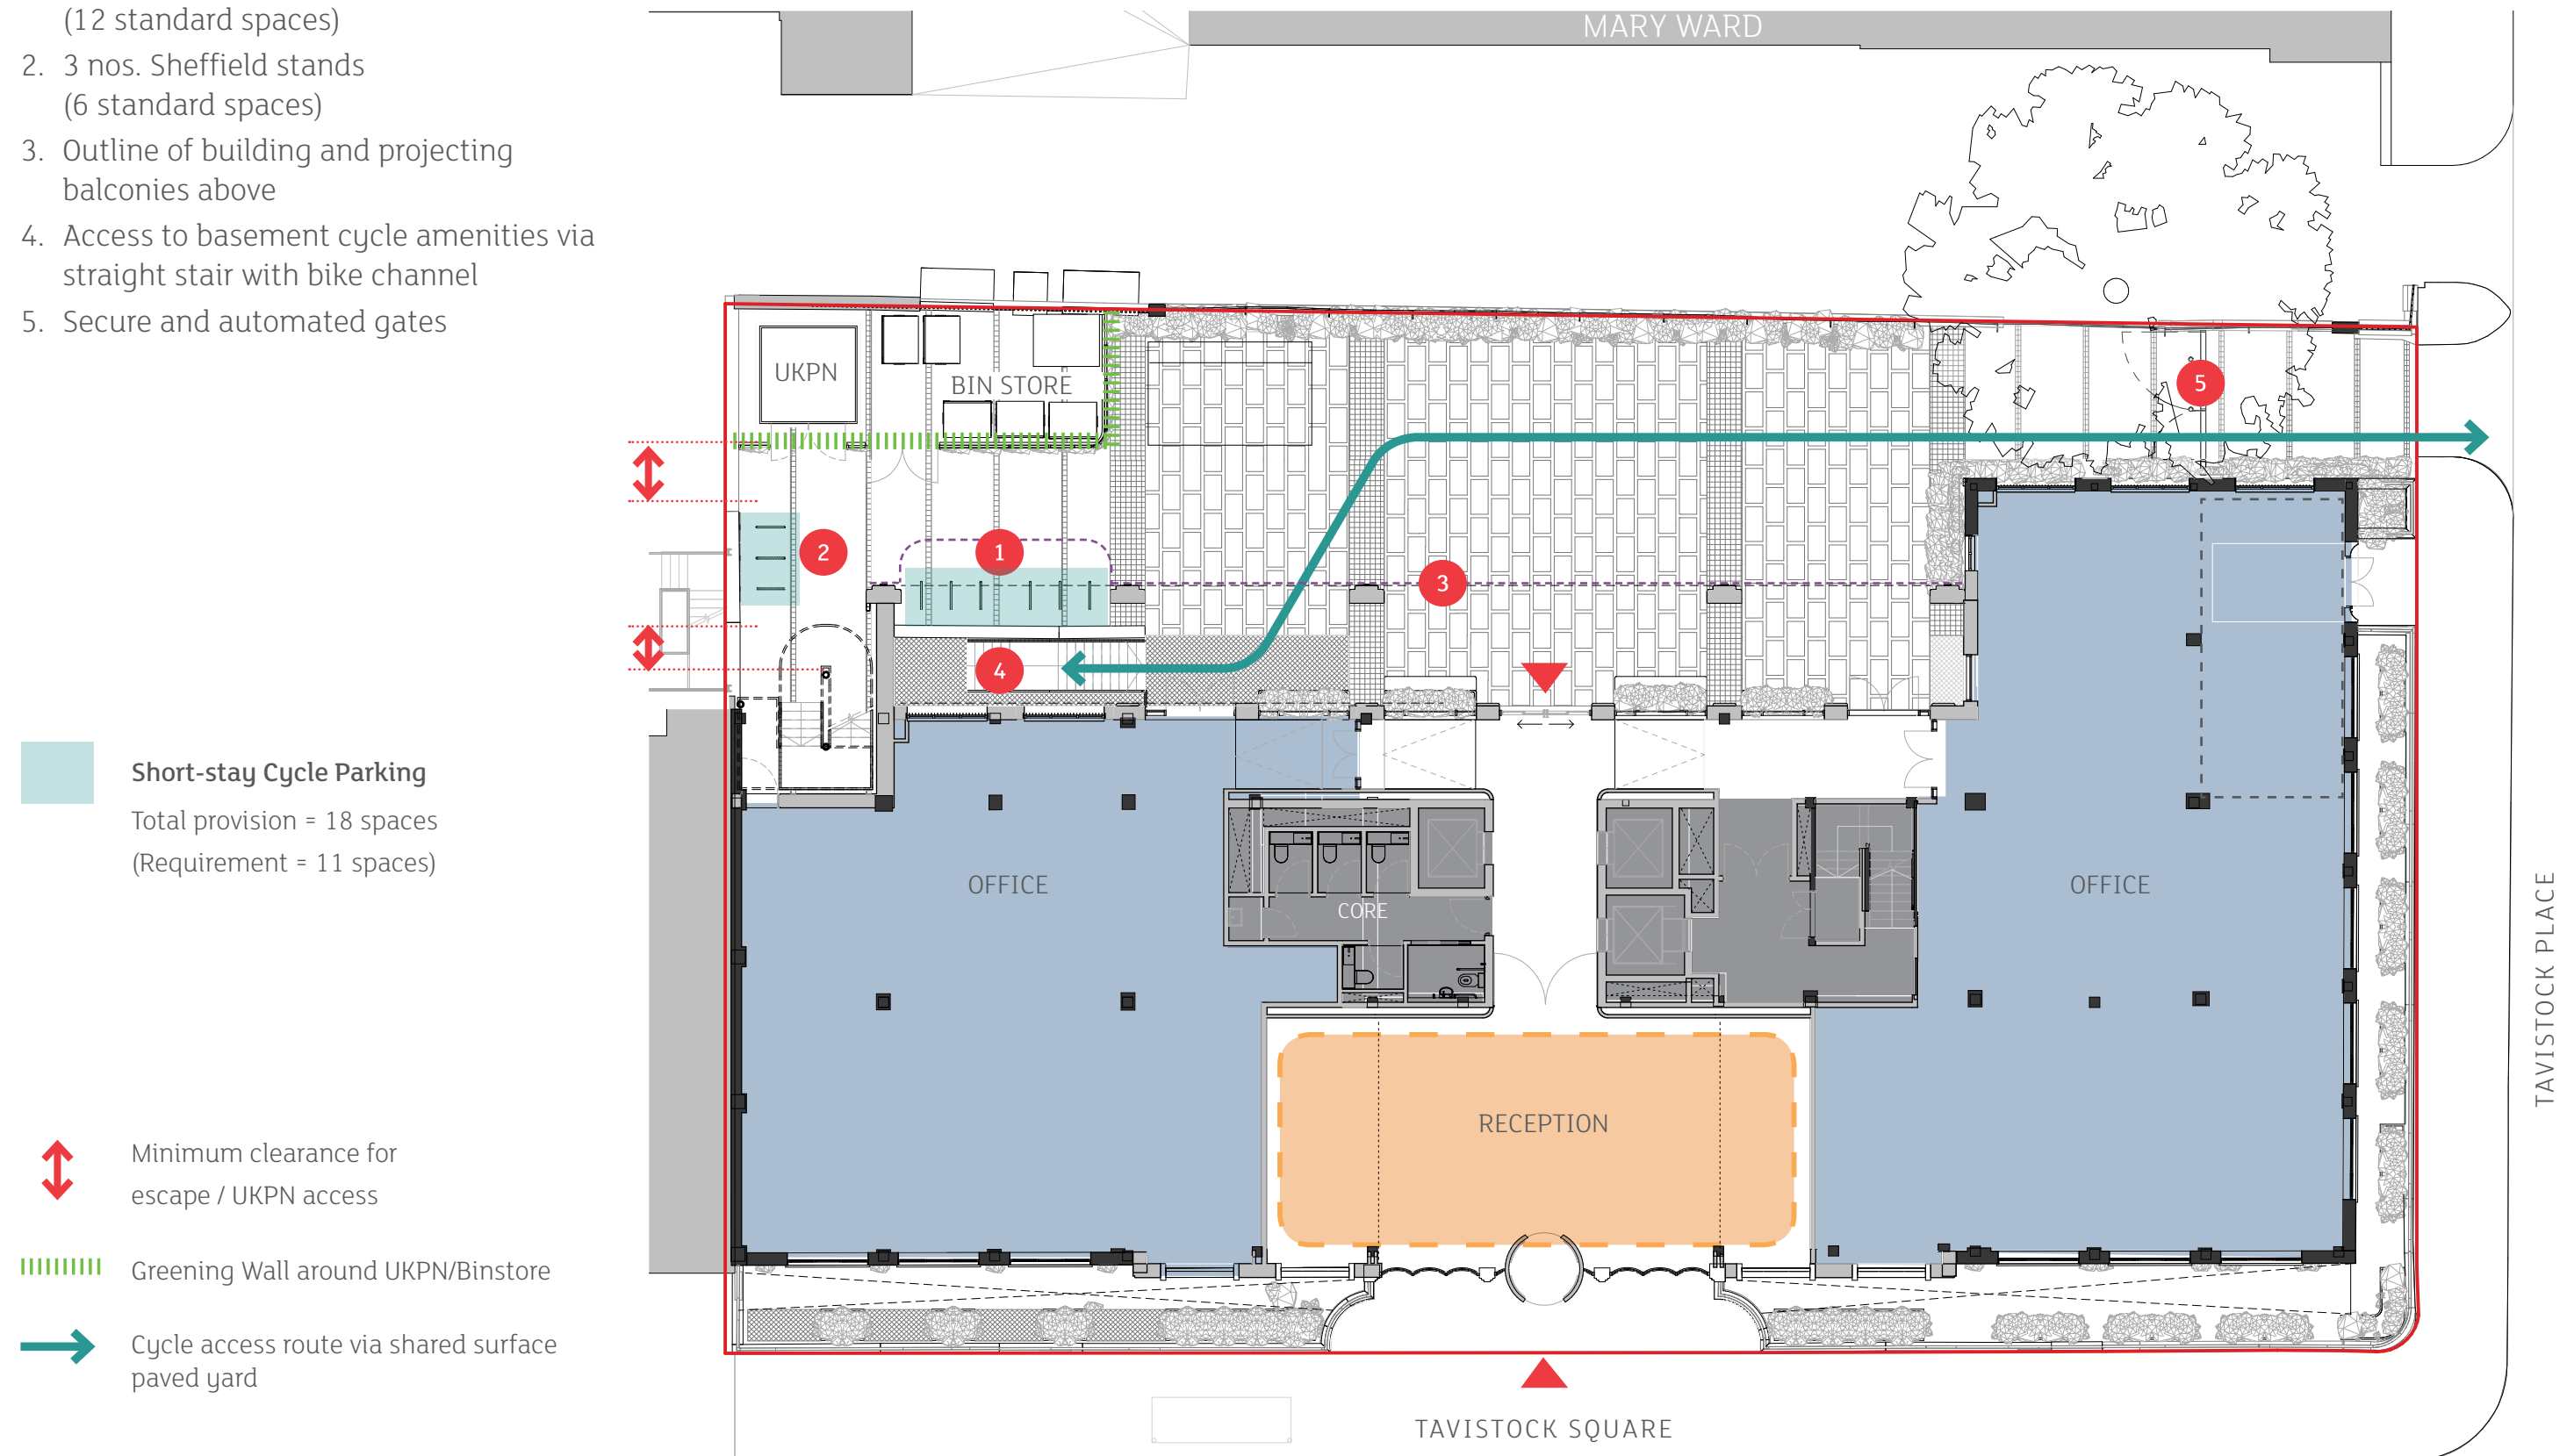 (12 standard spaces)
2. 3 nos. Sheffield stands
(6 standard spaces)
3. Outline of building and projecting
balconies above
4. Access to basement cycle amenities via
straight stair with bike channel
5. Secure and automated gates
Short-stay Cycle Parking
Total provision = 18 spaces
(Requirement = 11 spaces)
Minimum clearance for
escape / UKPN access
Greening Wall around UKPN/Binstore
Cycle access route via shared surface
paved yard
MARY WARD
UKPN
BIN STORE
5
2
1
3
4
OFFICE
CORE
OFFICE
RECEPTION
TAVISTOCK PLACE
TAVISTOCK SQUARE